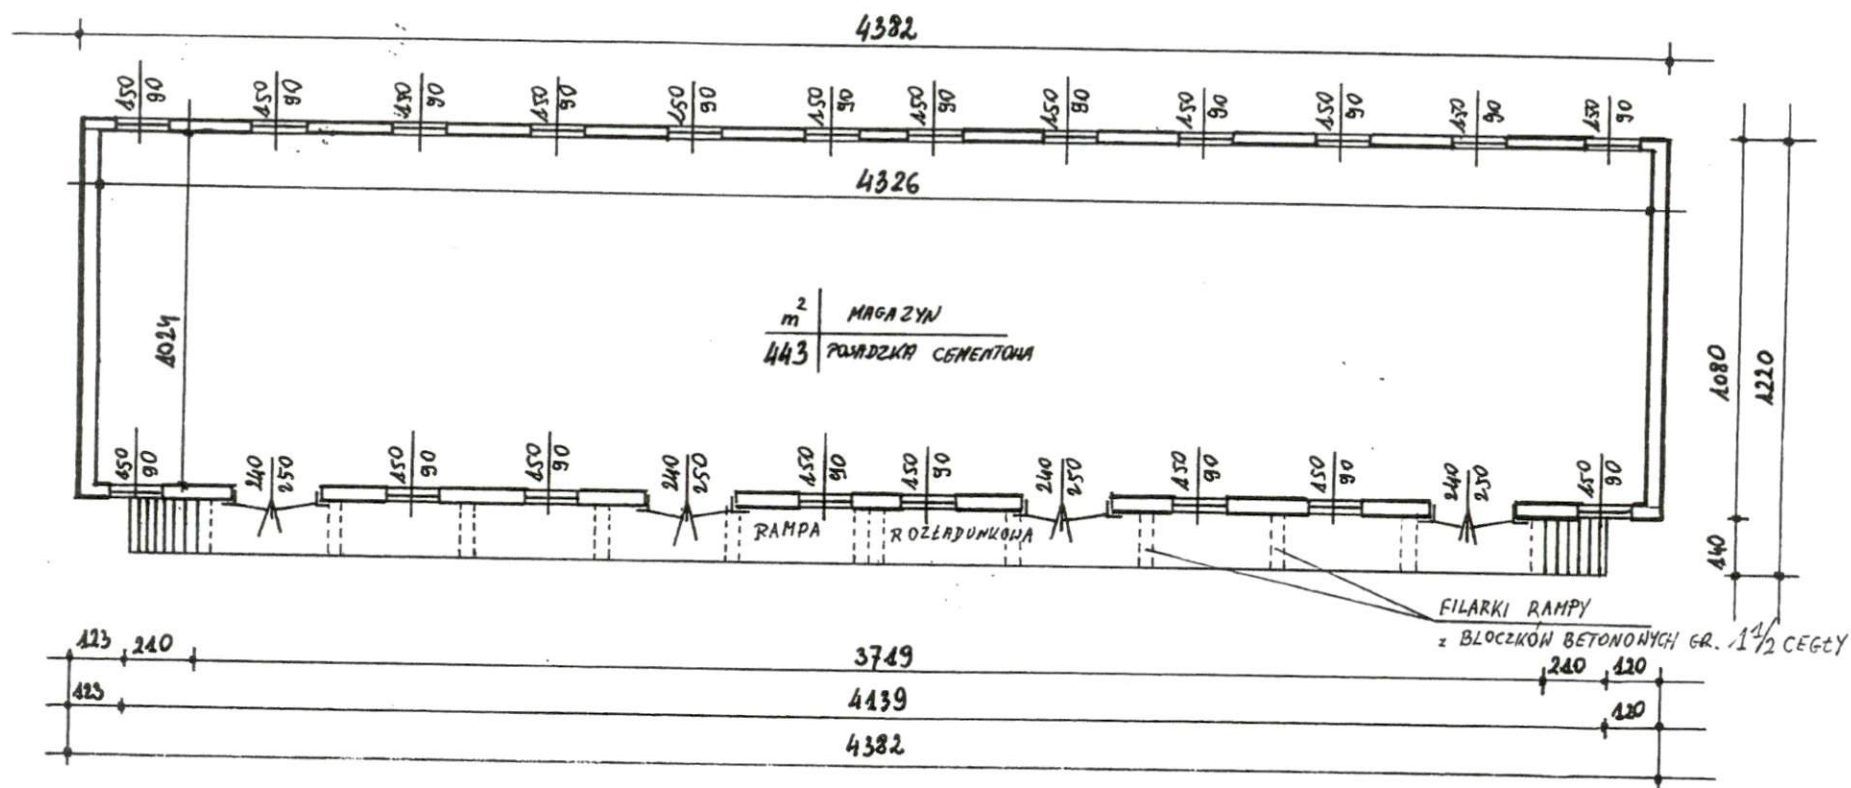 4382
150 90 150 90 150 90 150 90 150 90 150 90 150 90 150 90 150 90 150 90 150 90 150 90
4326
1024
m² MAGAZYN
443 POSADZKA CEMENTOWA
1080
1220
150 90 240 250 150 90 150 90 240 250 150 90 150 90 240 250 150 90 150 90 240 250 150 90
RAMPA ROZŁADUNKOWA
140
FILARKI RAMPY
z BLOCZKÓW BETONOWYCH GR. 1 1/2 CEGŁY
123 210 3719 210 120
123 4139 120
4382